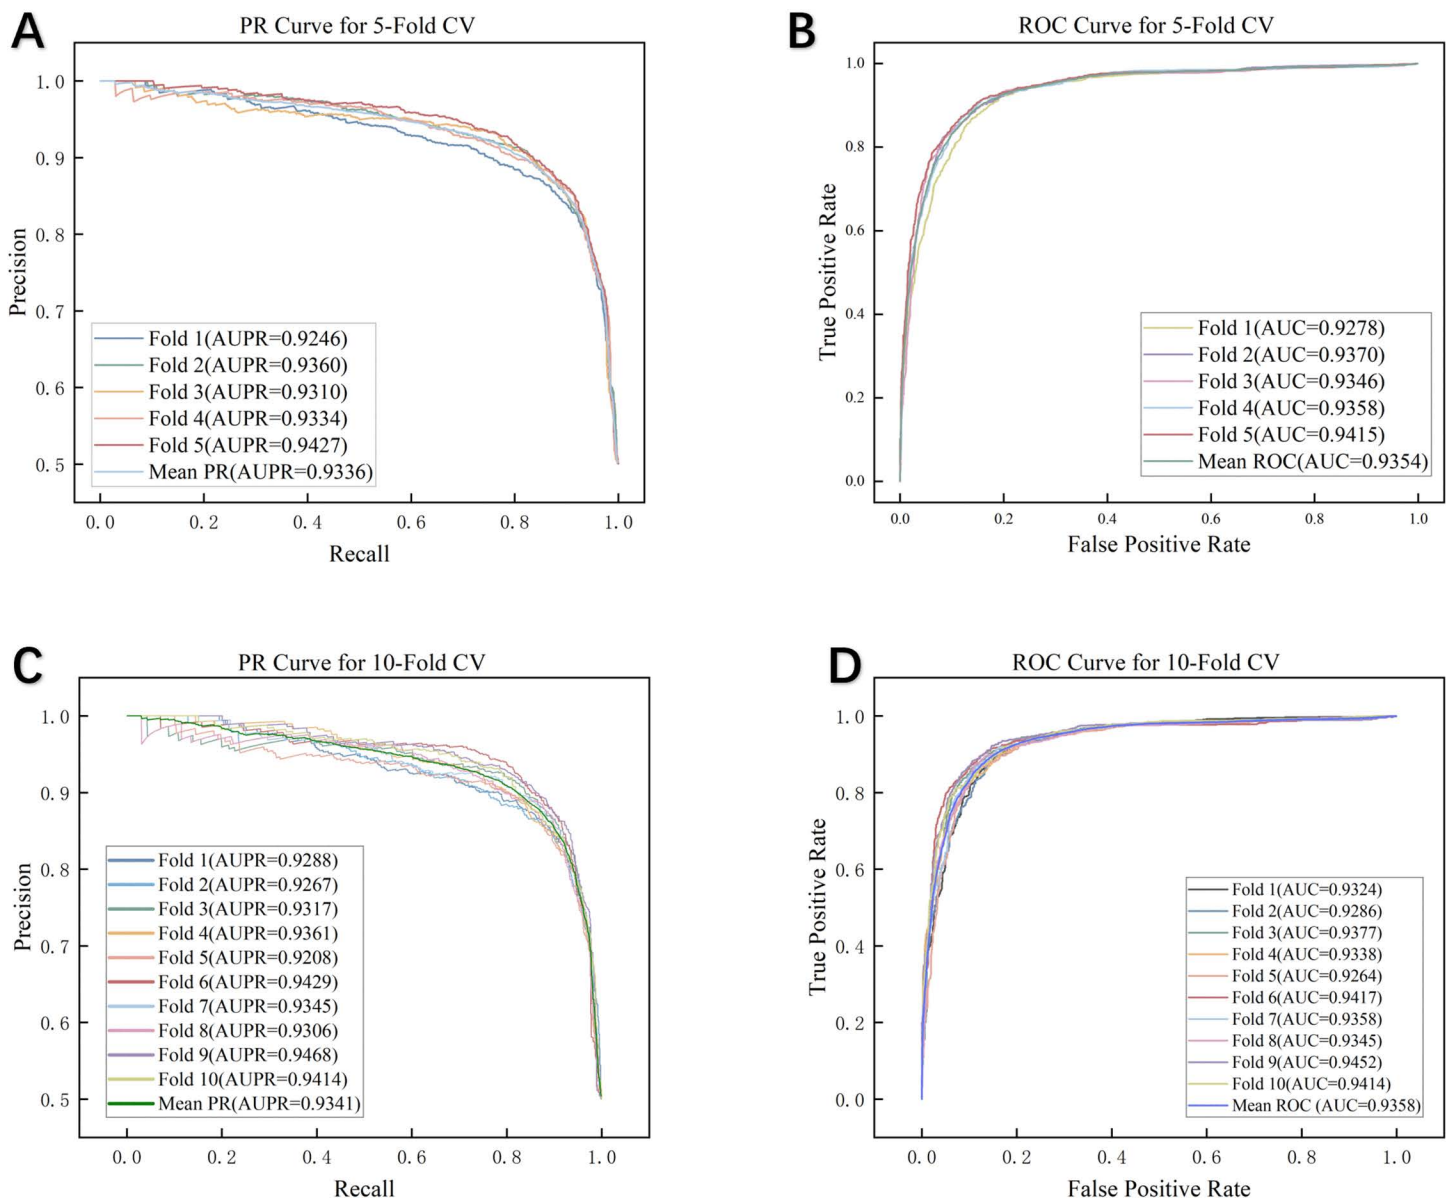 A
PR Curve for 5-Fold CV
1.0
0.9
0.8
0.7
0.6
0.5
Precision
Fold 1(AUPR=0.9246)
Fold 2(AUPR=0.9360)
Fold 3(AUPR=0.9310)
Fold 4(AUPR=0.9334)
Fold 5(AUPR=0.9427)
Mean PR(AUPR=0.9336)
0.0 0.2 0.4 0.6 0.8 1.0
Recall
B
ROC Curve for 5-Fold CV
1.0
0.8
0.6
0.4
0.2
0.0
True Positive Rate
Fold 1(AUC=0.9278)
Fold 2(AUC=0.9370)
Fold 3(AUC=0.9346)
Fold 4(AUC=0.9358)
Fold 5(AUC=0.9415)
Mean ROC(AUC=0.9354)
0.0 0.2 0.4 0.6 0.8 1.0
False Positive Rate
C
PR Curve for 10-Fold CV
1.0
0.9
0.8
0.7
0.6
0.5
Precision
Fold 1(AUPR=0.9288)
Fold 2(AUPR=0.9267)
Fold 3(AUPR=0.9317)
Fold 4(AUPR=0.9361)
Fold 5(AUPR=0.9208)
Fold 6(AUPR=0.9429)
Fold 7(AUPR=0.9345)
Fold 8(AUPR=0.9306)
Fold 9(AUPR=0.9468)
Fold 10(AUPR=0.9414)
Mean PR(AUPR=0.9341)
0.0 0.2 0.4 0.6 0.8 1.0
Recall
D
ROC Curve for 10-Fold CV
1.0
0.8
0.6
0.4
0.2
0.0
True Positive Rate
Fold 1(AUC=0.9324)
Fold 2(AUC=0.9286)
Fold 3(AUC=0.9377)
Fold 4(AUC=0.9338)
Fold 5(AUC=0.9264)
Fold 6(AUC=0.9417)
Fold 7(AUC=0.9358)
Fold 8(AUC=0.9345)
Fold 9(AUC=0.9452)
Fold 10(AUC=0.9414)
Mean ROC (AUC=0.9358)
0.0 0.2 0.4 0.6 0.8 1.0
False Positive Rate